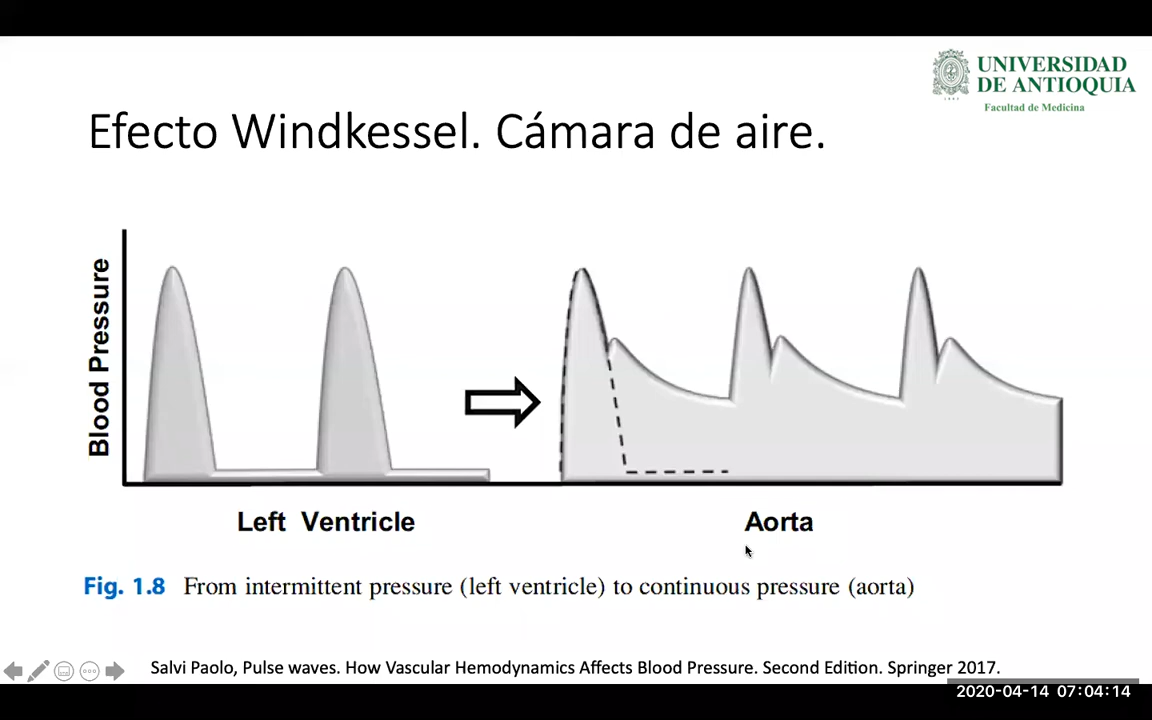 UNIVERSIDAD
DE ANTIOQUIA
Facultad de Medicina
Efecto Windkessel. Cámara de aire.
Blood Pressure
Left Ventricle
Aorta
Fig. 1.8 From intermittent pressure (left ventricle) to continuous pressure (aorta)
Salvi Paolo, Pulse waves. How Vascular Hemodynamics Affects Blood Pressure. Second Edition. Springer 2017.
2020-04-14 07:04:14